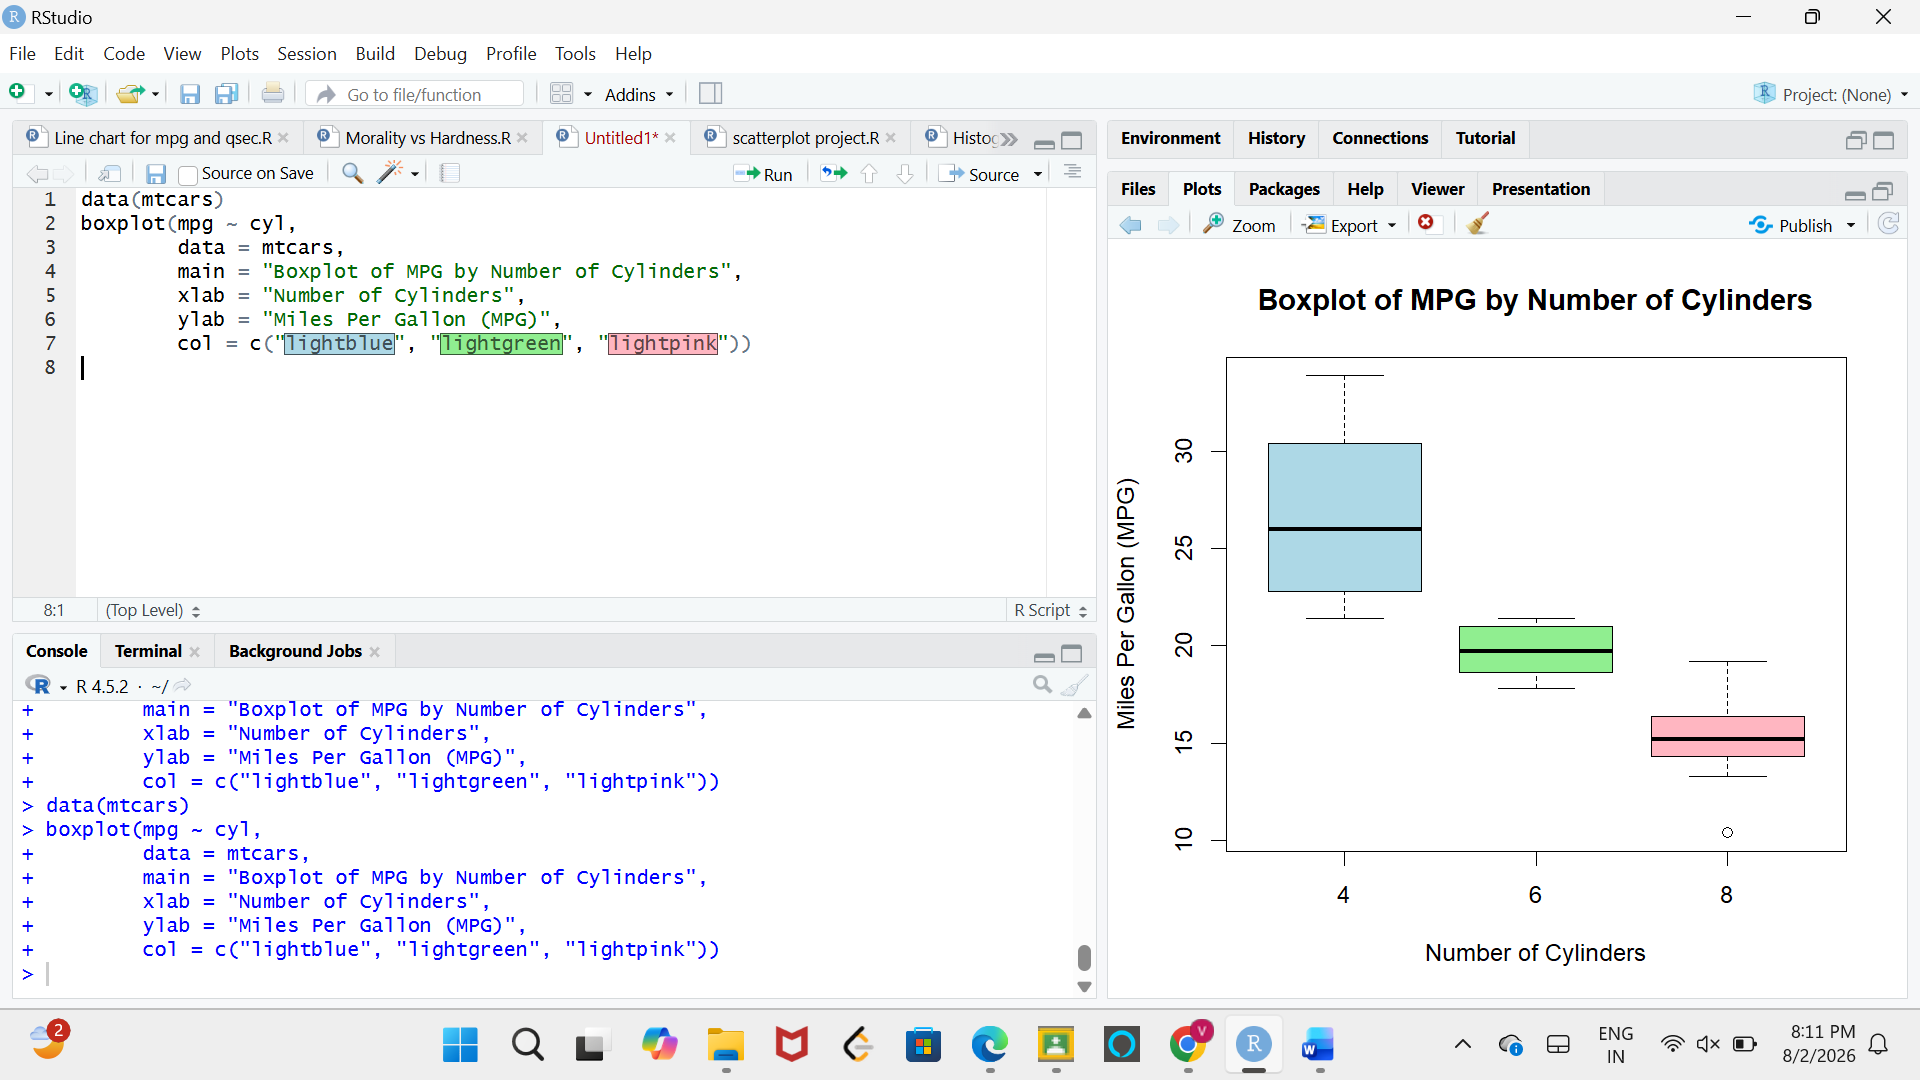 RStudio
File Edit Code View Plots Session Build Debug Profile Tools Help
Go to file/function Addins Project: (None)
Line chart for mpg and qsec.R Morality vs Hardness.R Untitled1* scatterplot project.R Histog
Source on Save Run Source
1 data(mtcars)
2 boxplot(mpg ~ cyl,
3 data = mtcars,
4 main = "Boxplot of MPG by Number of Cylinders",
5 xlab = "Number of Cylinders",
6 ylab = "Miles Per Gallon (MPG)",
7 col = c("lightblue", "lightgreen", "lightpink"))
8
8:1 (Top Level) R Script
Console Terminal Background Jobs
R R 4.5.2 · ~/
+ main = "Boxplot of MPG by Number of Cylinders",
+ xlab = "Number of Cylinders",
+ ylab = "Miles Per Gallon (MPG)",
+ col = c("lightblue", "lightgreen", "lightpink"))
> data(mtcars)
> boxplot(mpg ~ cyl,
+ data = mtcars,
+ main = "Boxplot of MPG by Number of Cylinders",
+ xlab = "Number of Cylinders",
+ ylab = "Miles Per Gallon (MPG)",
+ col = c("lightblue", "lightgreen", "lightpink"))
>
Environment History Connections Tutorial
Files Plots Packages Help Viewer Presentation
Zoom Export Publish
Boxplot of MPG by Number of Cylinders
Miles Per Gallon (MPG)
30
25
20
15
10
4 6 8
Number of Cylinders
2
V
R
W
ENG
IN
8:11 PM
8/2/2026